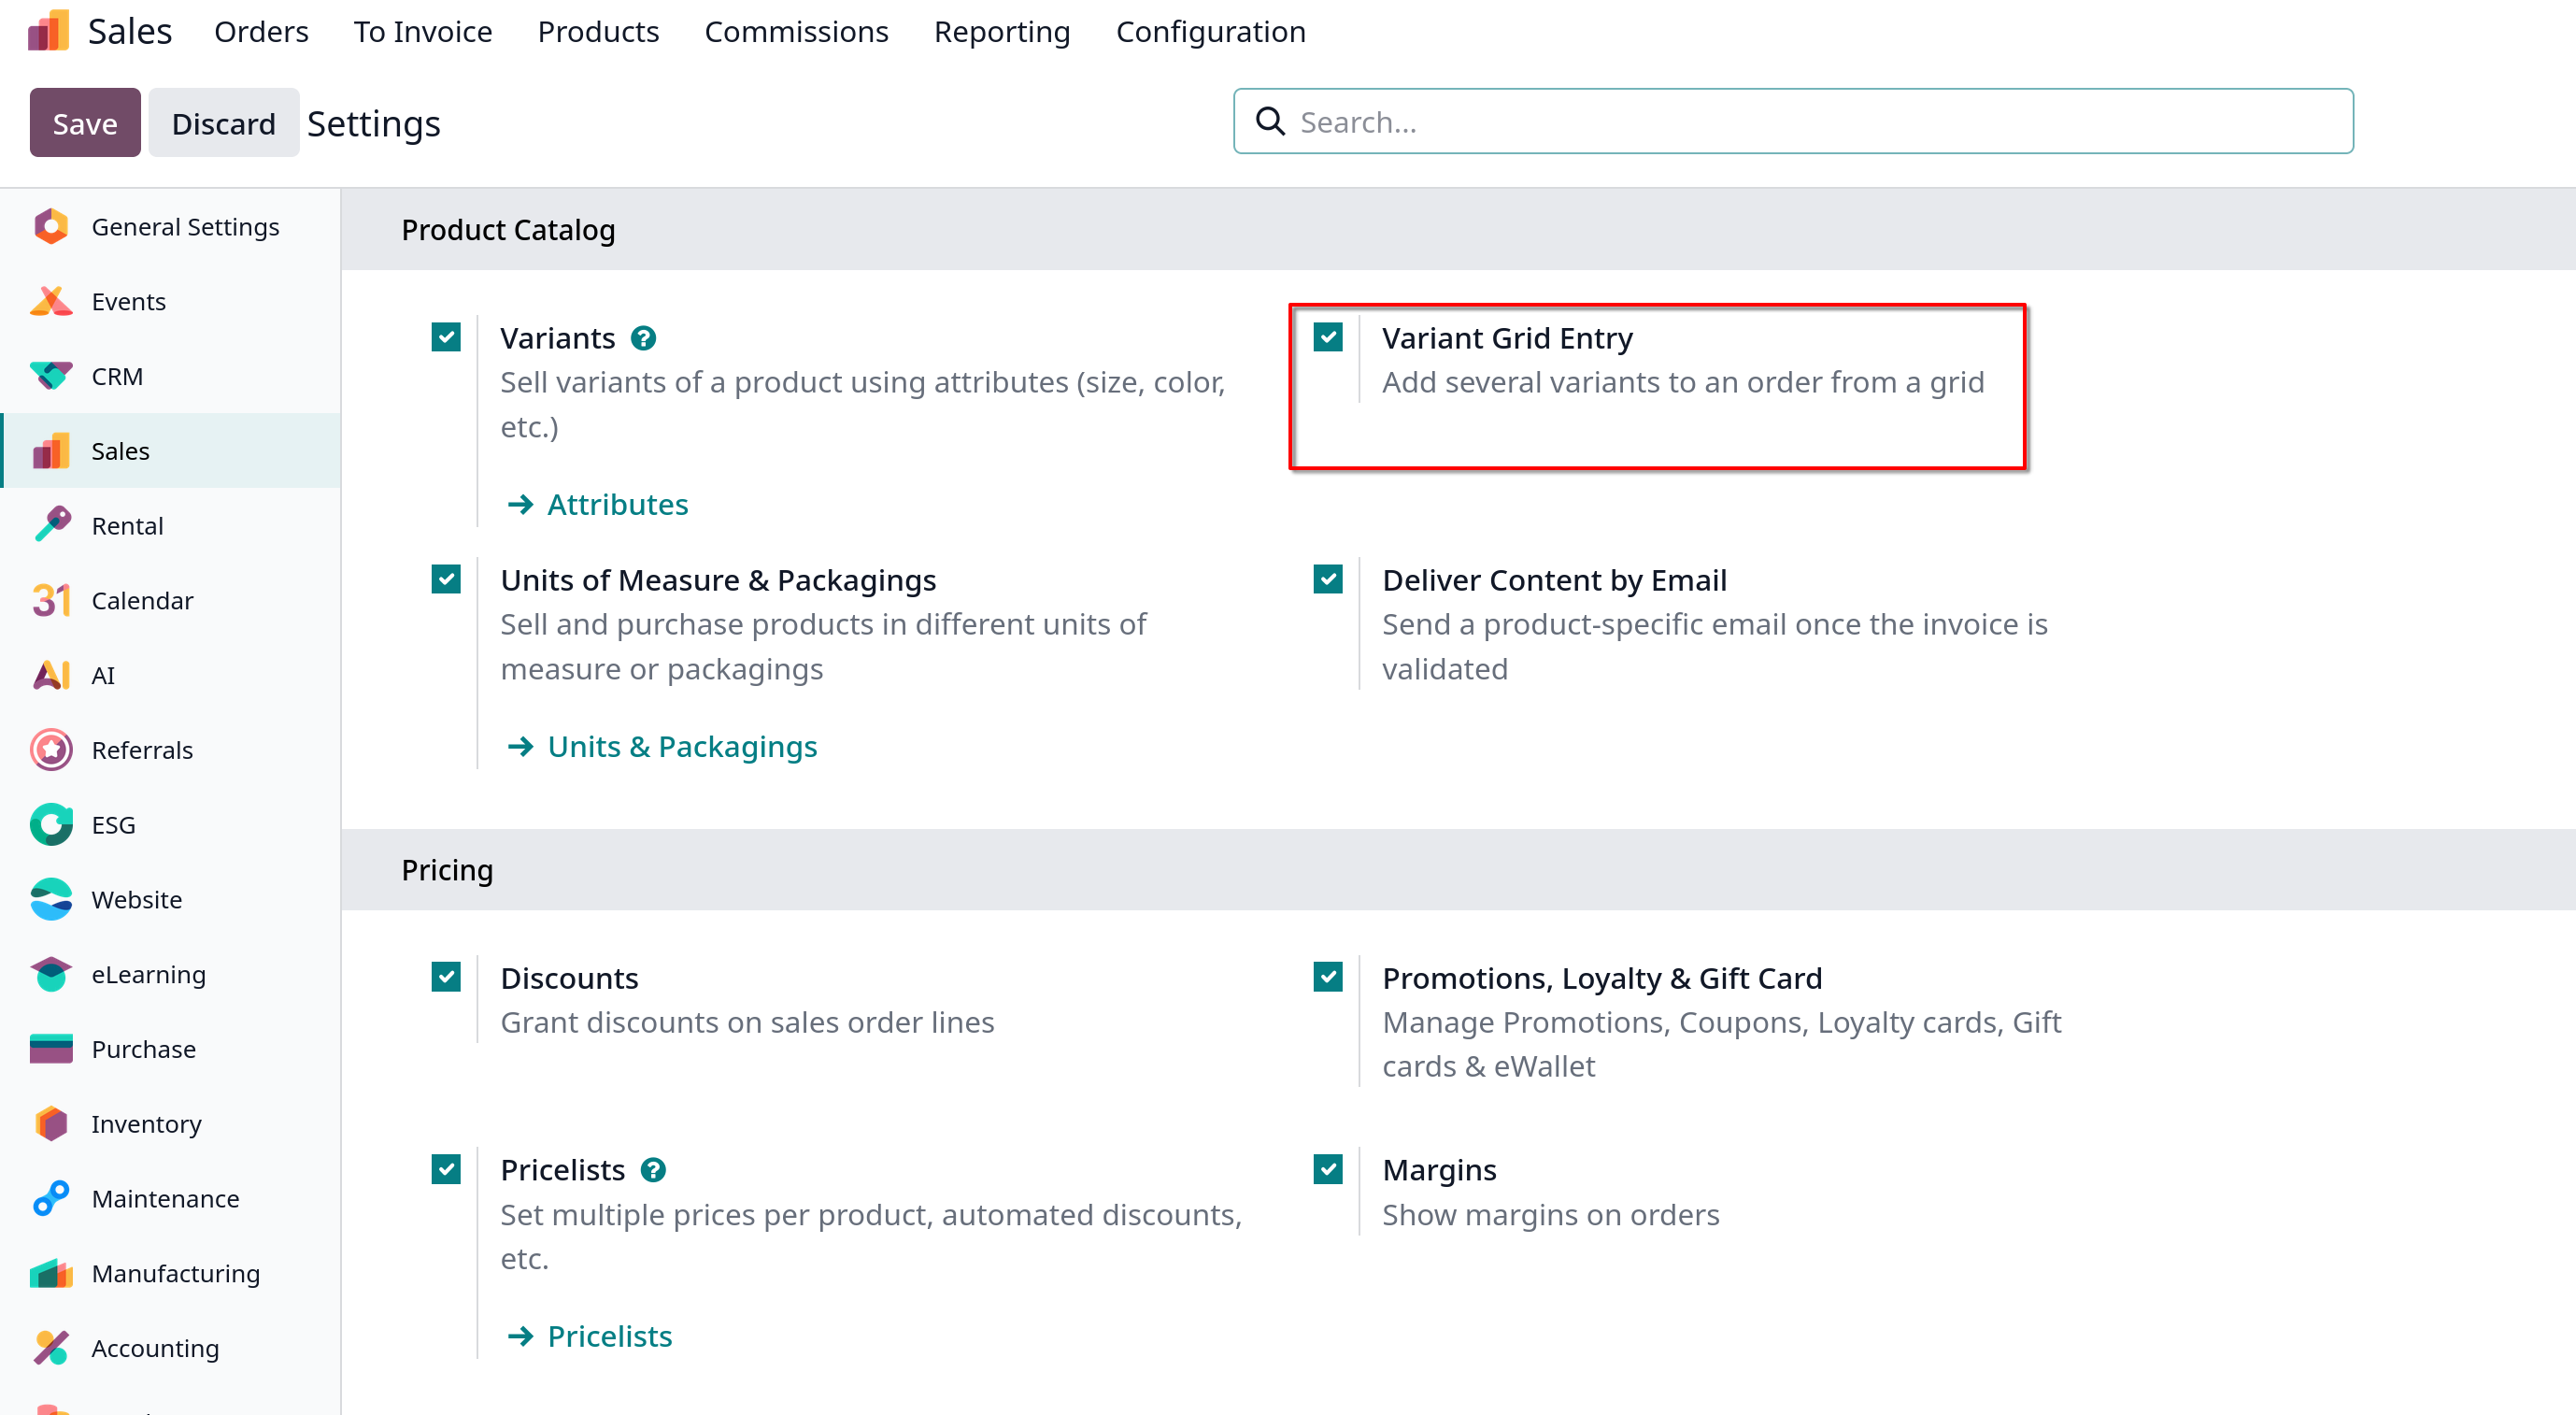 Sales
Orders
To Invoice
Products
Commissions
Reporting
Configuration
Save
Discard
Settings
Search...
General Settings
Events
CRM
Sales
Rental
31
Calendar
AI
AI
Referrals
ESG
Website
eLearning
Purchase
Inventory
Maintenance
Manufacturing
Accounting
Product Catalog
Variants ?
Sell variants of a product using attributes (size, color,
etc.)
→ Attributes
Variant Grid Entry
Add several variants to an order from a grid
Units of Measure & Packagings
Sell and purchase products in different units of
measure or packagings
→ Units & Packagings
Deliver Content by Email
Send a product-specific email once the invoice is
validated
Pricing
Discounts
Grant discounts on sales order lines
Promotions, Loyalty & Gift Card
Manage Promotions, Coupons, Loyalty cards, Gift
cards & eWallet
Pricelists ?
Set multiple prices per product, automated discounts,
etc.
→ Pricelists
Margins
Show margins on orders